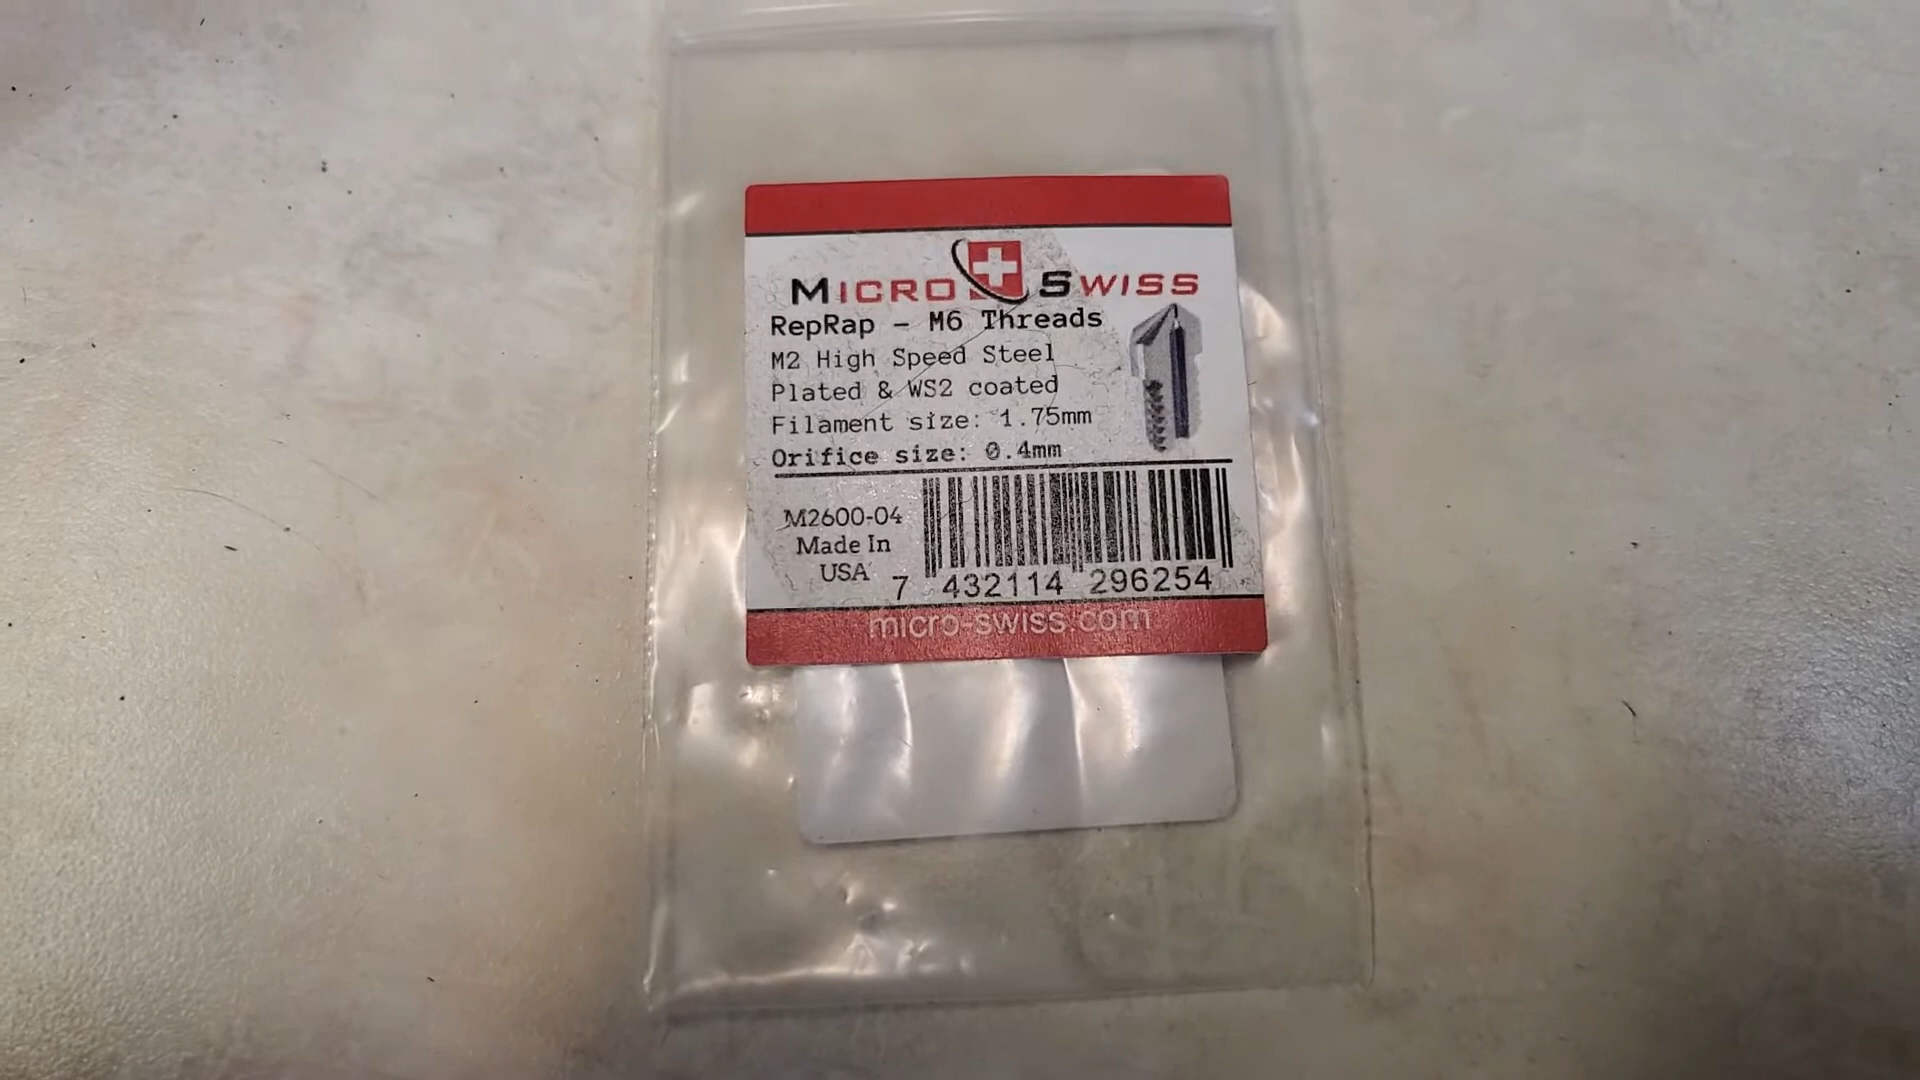 MICRO SWISS
RepRap - M6 Threads
M2 High Speed Steel
Plated & WS2 coated
Filament size: 1.75mm
Orifice size: 0.4mm
M2600-04
Made In
USA
7 432114 296254
micro-swiss.com